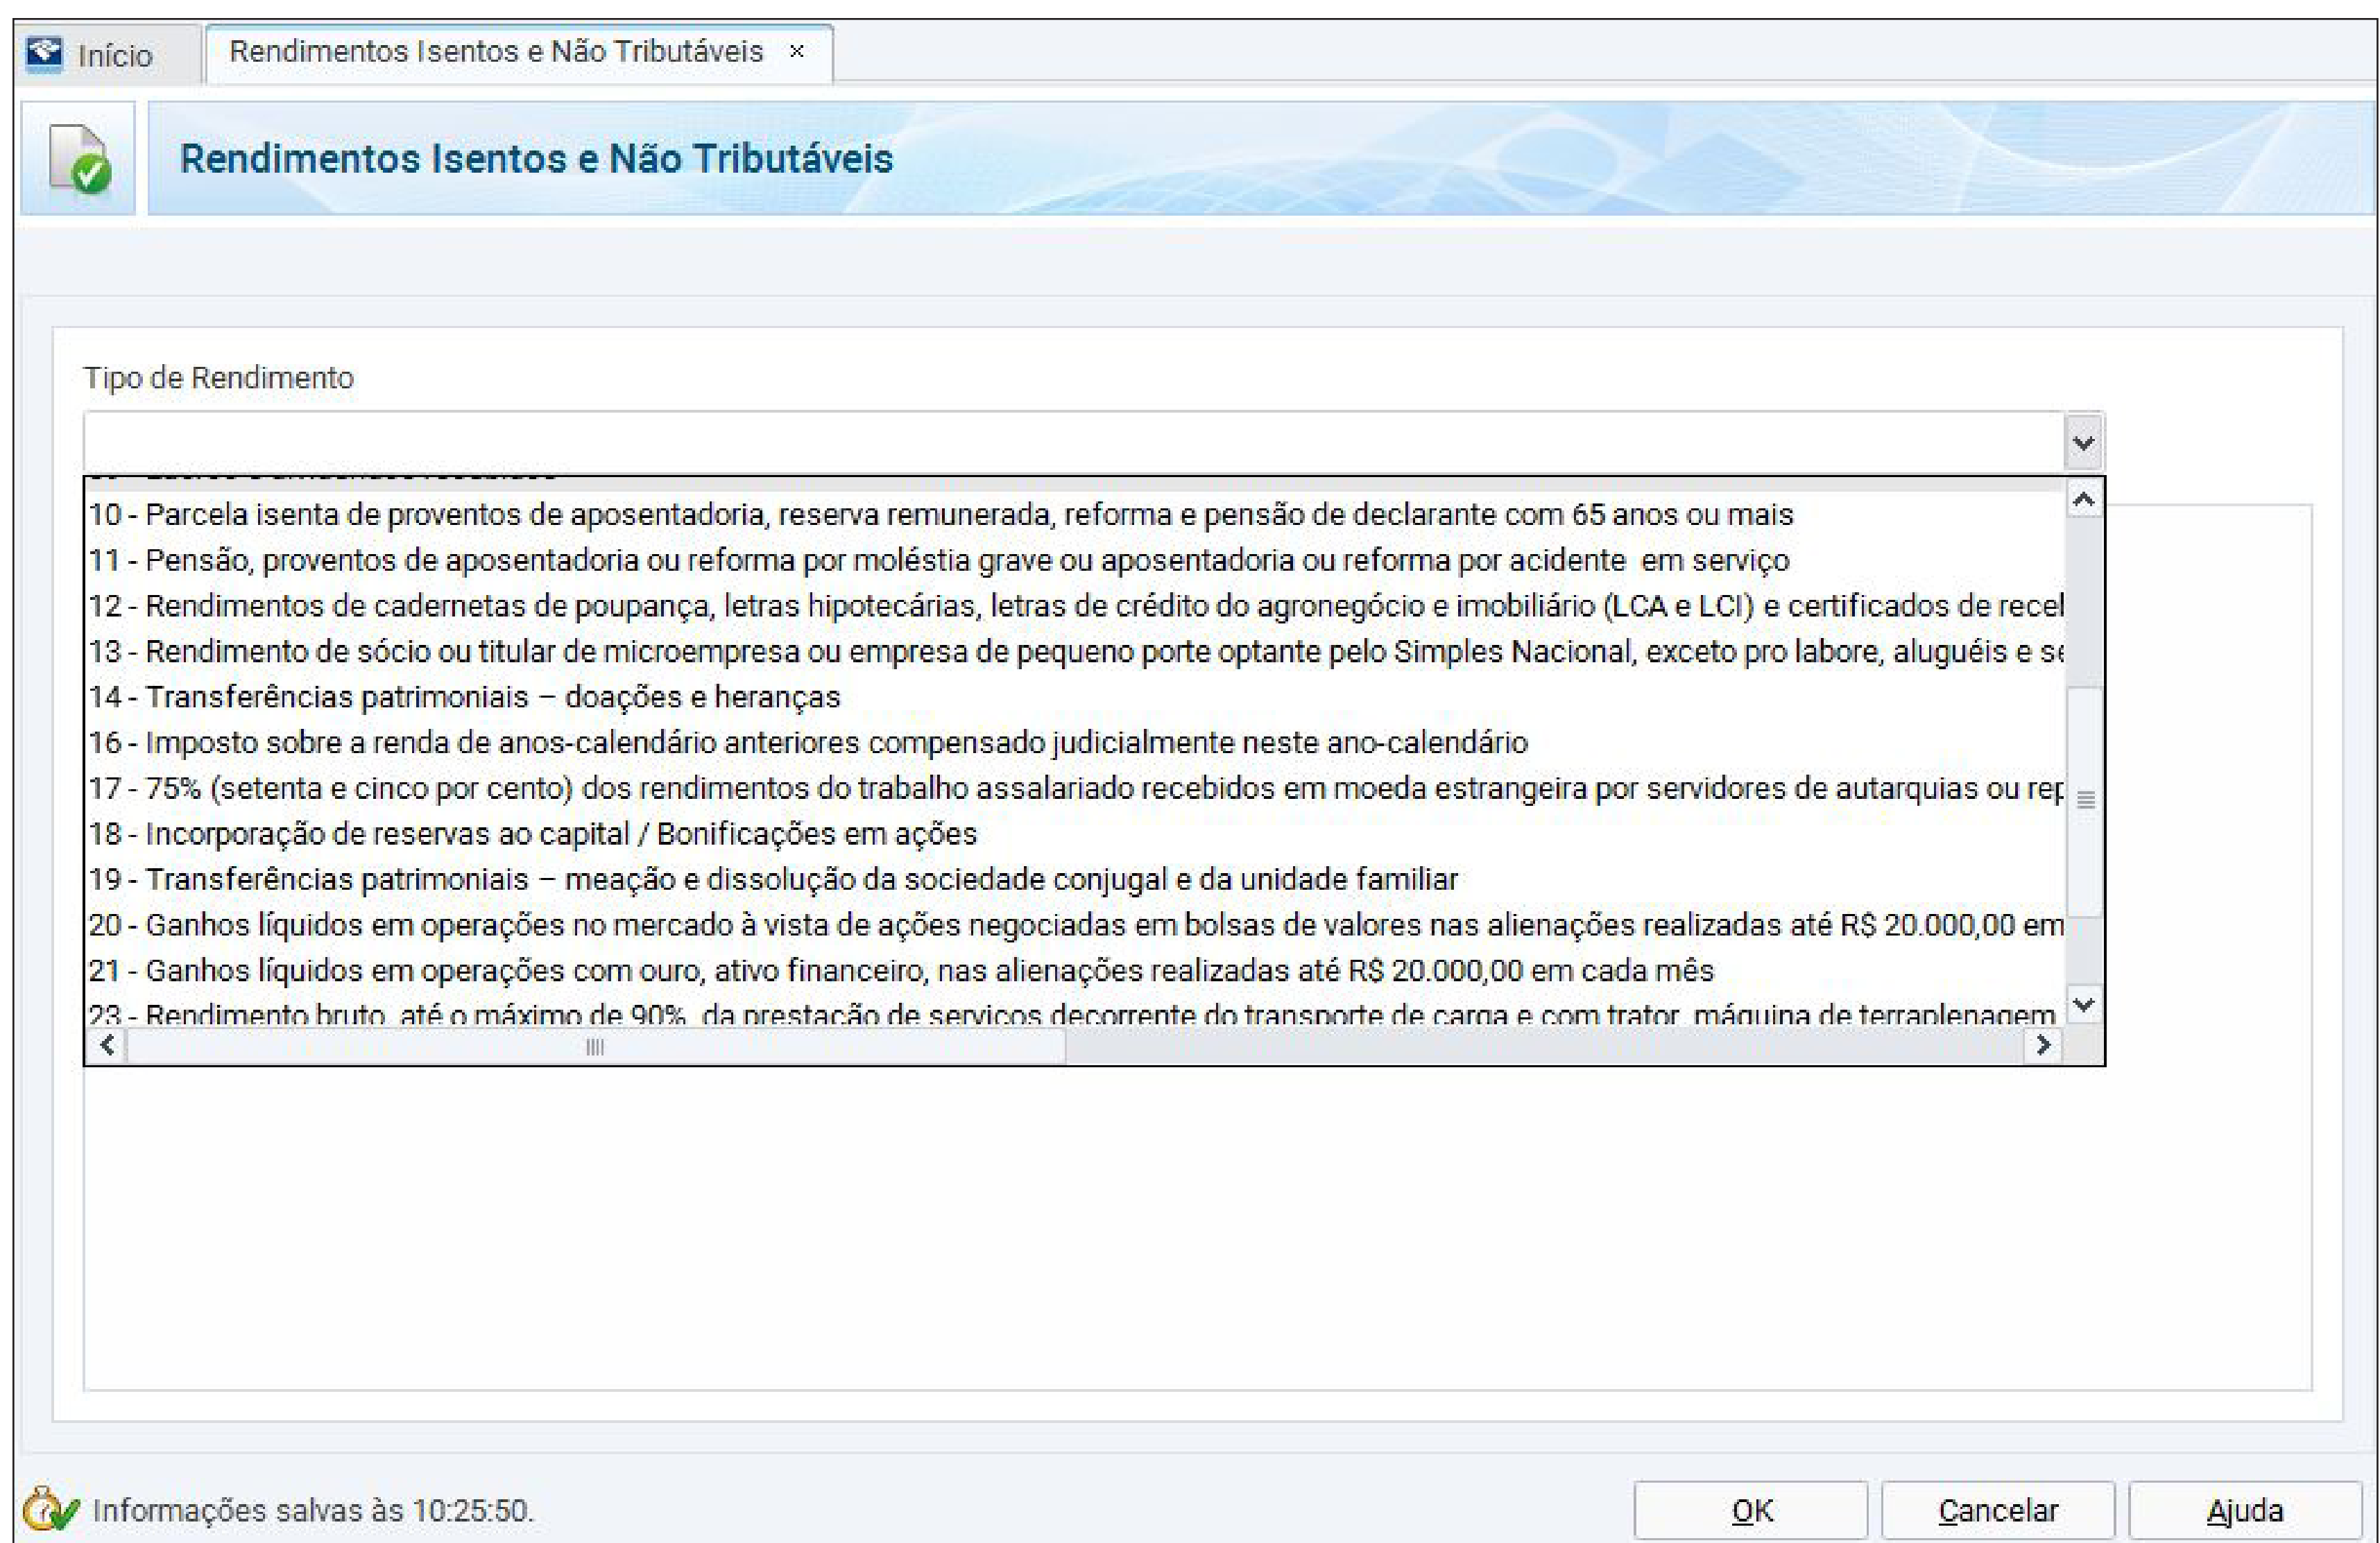 Início
Rendimentos Isentos e Não Tributáveis ×
Rendimentos Isentos e Não Tributáveis
Tipo de Rendimento
10 - Parcela isenta de proventos de aposentadoria, reserva remunerada, reforma e pensão de declarante com 65 anos ou mais
11 - Pensão, proventos de aposentadoria ou reforma por moléstia grave ou aposentadoria ou reforma por acidente em serviço
12 - Rendimentos de cadernetas de poupança, letras hipotecárias, letras de crédito do agronegócio e imobiliário (LCA e LCI) e certificados de
13 - Rendimento de sócio ou titular de microempresa ou empresa de pequeno porte optante pelo Simples Nacional, exceto pro labore, aluguéis e
14 - Transferências patrimoniais – doações e heranças
16 - Imposto sobre a renda de anos-calendário anteriores compensado judicialmente neste ano-calendário
17 - 75% (setenta e cinco por cento) dos rendimentos do trabalho assalariado recebidos em moeda estrangeira por servidores de autarquias ou
18 - Incorporação de reservas ao capital / Bonificações em ações
19 - Transferências patrimoniais – meação e dissolução da sociedade conjugal e da unidade familiar
20 - Ganhos líquidos em operações no mercado à vista de ações negociadas em bolsas de valores nas alienações realizadas até R$ 20.000,00 em
21 - Ganhos líquidos em operações com ouro, ativo financeiro, nas alienações realizadas até R$ 20.000,00 em cada mês
23 - Rendimento bruto, até o máximo de 90%, da prestação de serviços decorrente do transporte de carga e com trator, máquina de terraplenagem
Informações salvas às 10:25:50.
OK
Cancelar
Ajuda